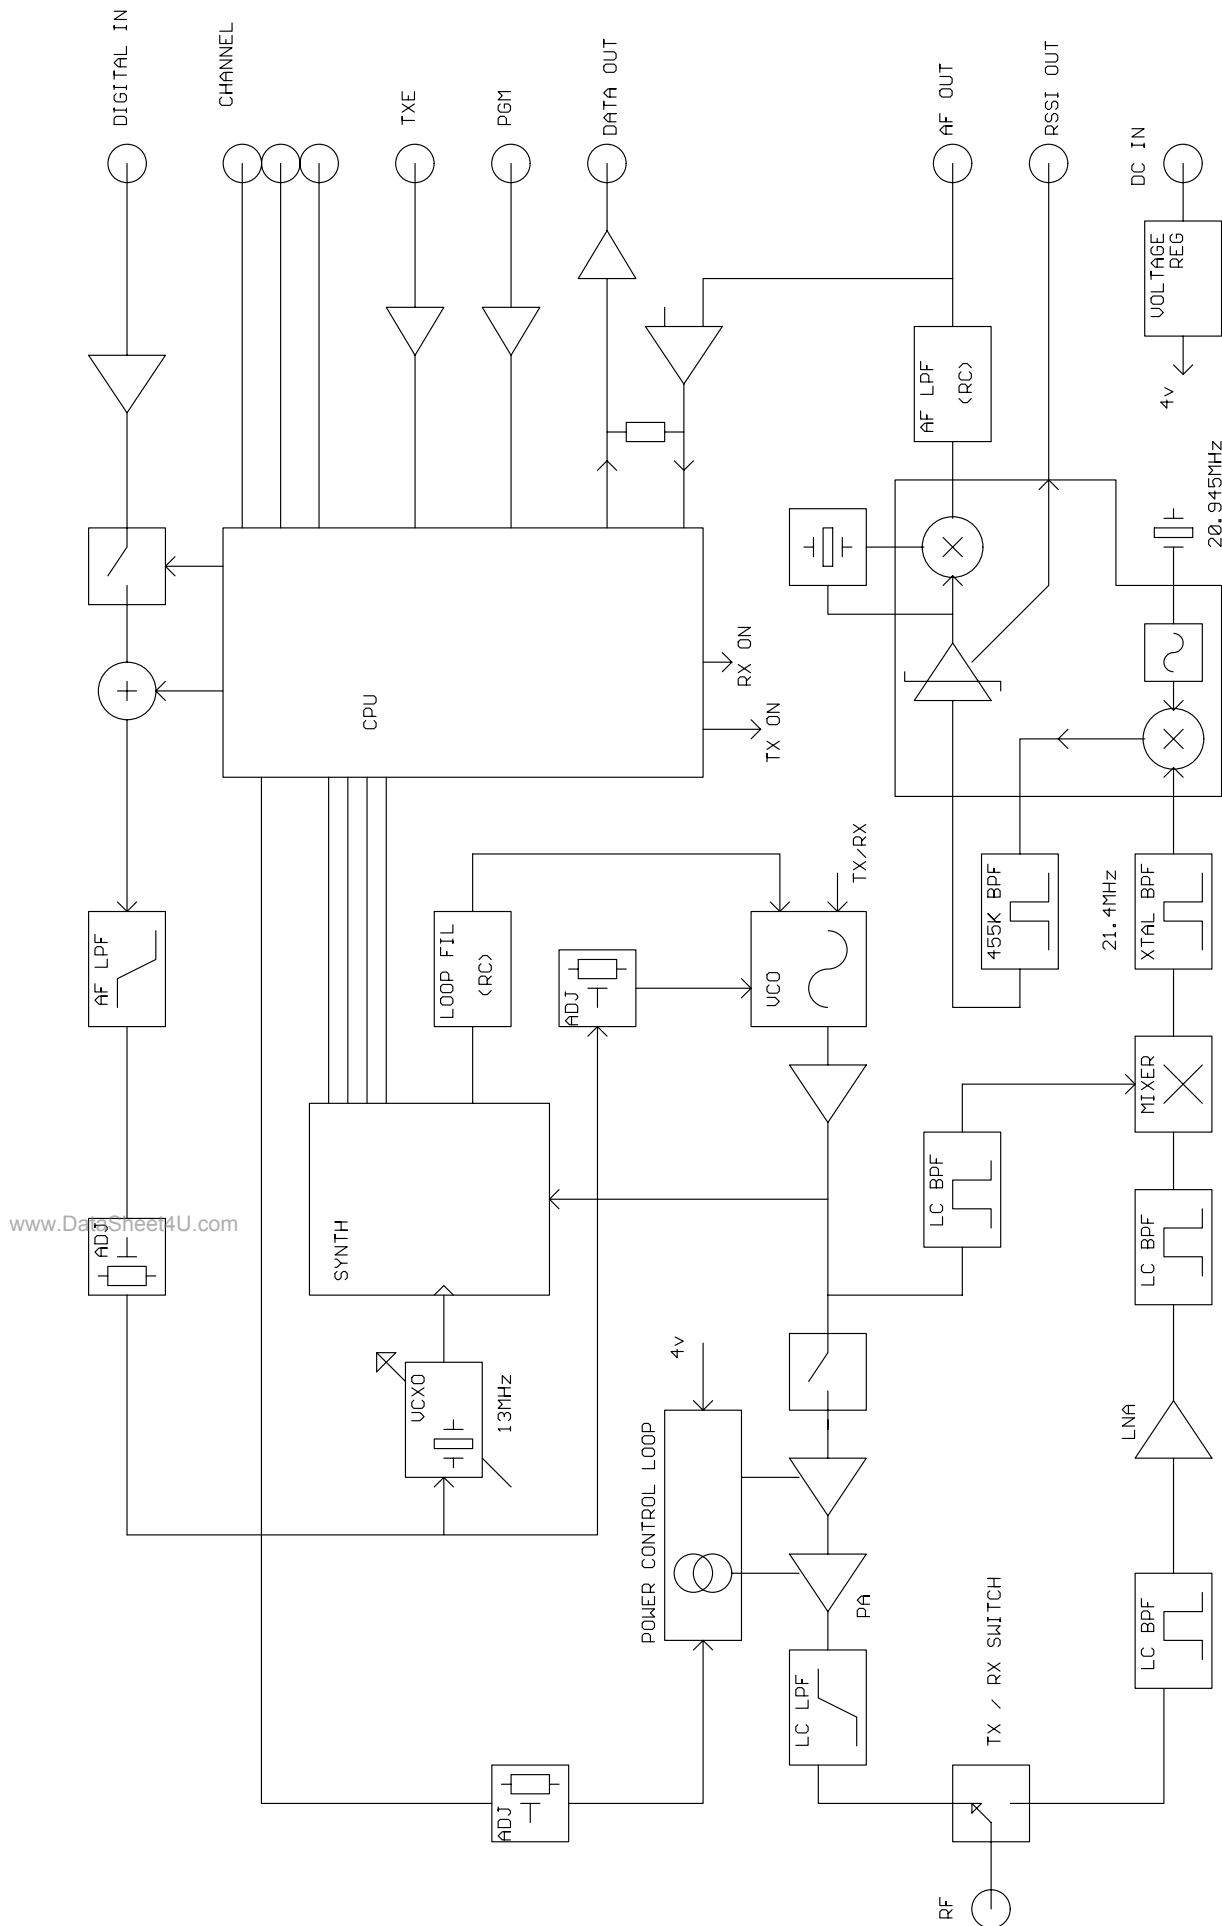 DIGITAL IN
CHANNEL
TXE
PGM
DATA OUT
AF OUT
RSSI OUT
DC IN
VOLTAGE
REG
4v
AF LPF
(RC)
20.945MHz
CPU
RX ON
TX ON
AF LPF
LOOP FIL
(RC)
ADJ
VCO
TX/RX
455K BPF
21.4MHz
XTAL BPF
MIXER
LC BPF
LC BPF
SYNTH
www.DataSheet4U.com
ADJ
VCXO
13MHz
4v
POWER CONTROL LOOP
PA
LNA
LC LPF
LC BPF
TX / RX SWITCH
ADJ
RF